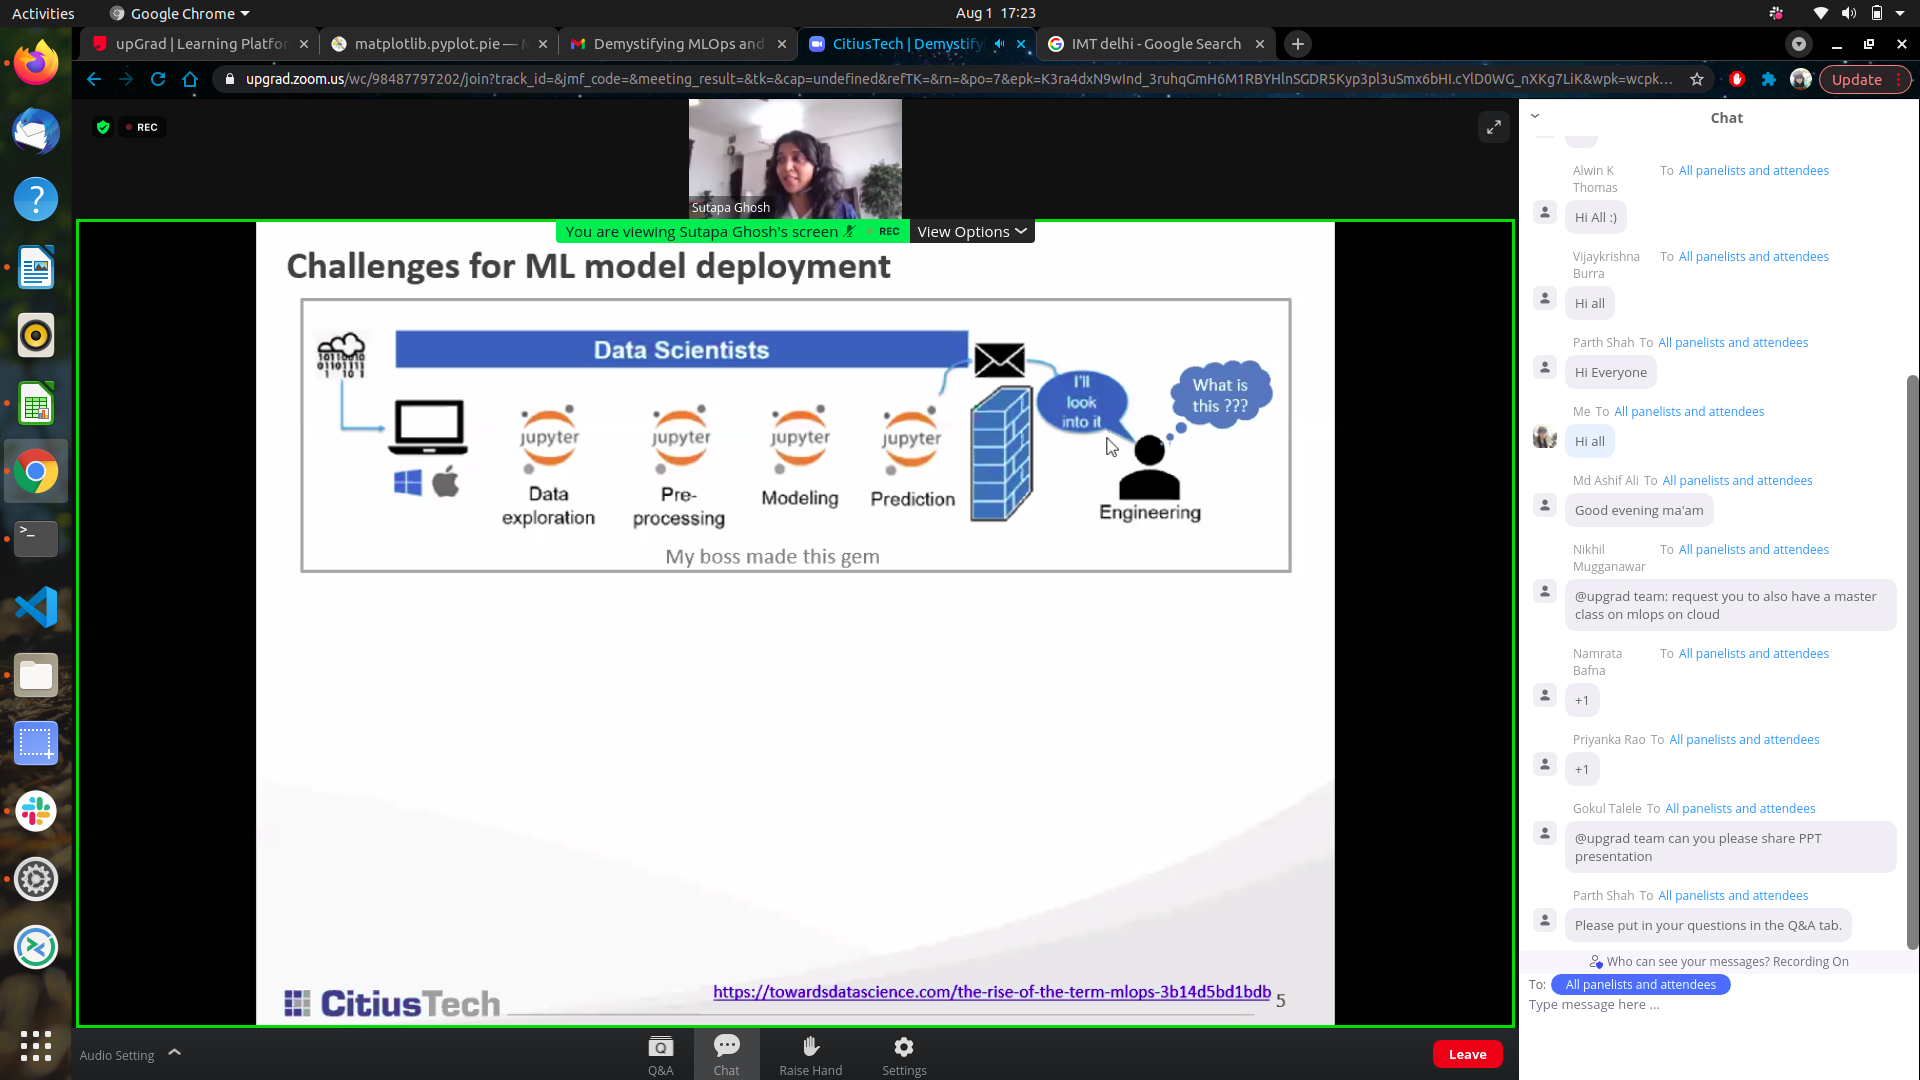 Activities
Google Chrome
Aug 1 17:23
upGrad | Learning Platfor
matplotlib.pyplot.pie —
Demystifying MLOps and
CitiusTech | Demystify
IMT delhi - Google Search
upgrad.zoom.us/wc/98487797202/join?track_id=&jmf_code=&meeting_result=&tk=&cap=undefined&refTK=&rn=&po=7&epk=K3ra4dxN9wInd_3ruhqGmH6M1RBYHlnSGDR5Kyp3pl3uSmx6bHI.cYlD0WG_nXKg7LiK&wpk=wcpk...
Update
REC
Sutapa Ghosh
You are viewing Sutapa Ghosh's screen
REC
View Options
Challenges for ML model deployment
Data Scientists
I'll
look
into it
What is
this ???
jupyter
jupyter
jupyter
jupyter
Data
exploration
Pre-
processing
Modeling
Prediction
Engineering
My boss made this gem
CitiusTech
https://towardsdatascience.com/the-rise-of-the-term-mlops-3b14d5bd1bdb
5
Audio Setting
Q&A
Chat
Raise Hand
Settings
Leave
Chat
Alwin K Thomas To All panelists and attendees
Hi All :)
Vijaykrishna Burra To All panelists and attendees
Hi all
Parth Shah To All panelists and attendees
Hi Everyone
Me To All panelists and attendees
Hi all
Md Ashif Ali To All panelists and attendees
Good evening ma'am
Nikhil Mugganawar To All panelists and attendees
@upgrad team: request you to also have a master
class on mlops on cloud
Namrata Bafna To All panelists and attendees
+1
Priyanka Rao To All panelists and attendees
+1
Gokul Talele To All panelists and attendees
@upgrad team can you please share PPT
presentation
Parth Shah To All panelists and attendees
Please put in your questions in the Q&A tab.
Who can see your messages? Recording On
To: All panelists and attendees
Type message here ...